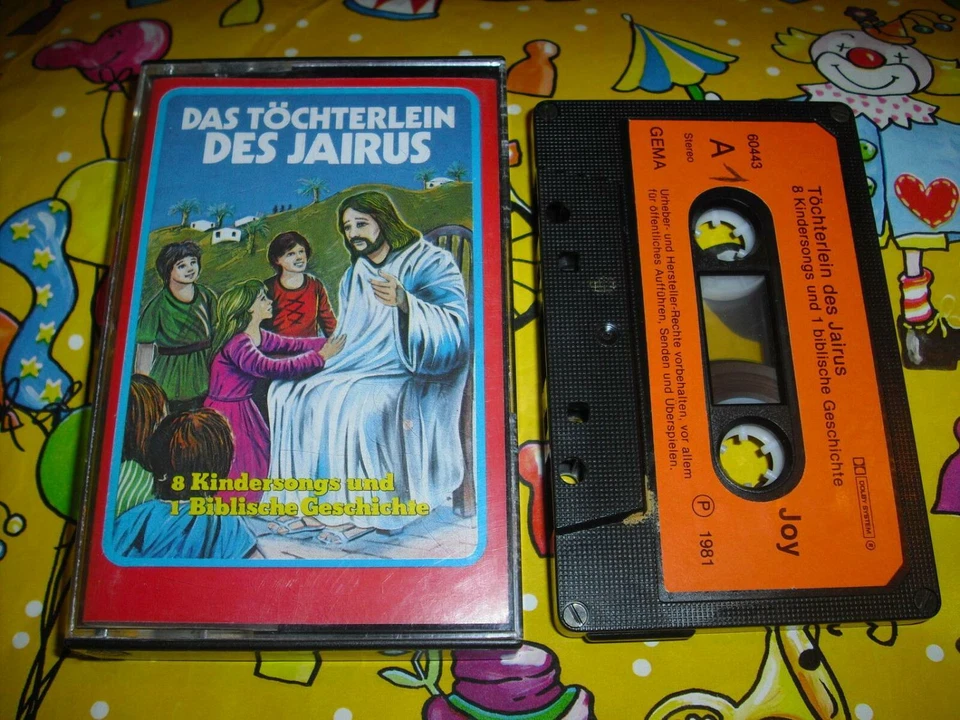 DAS TÖCHTERLEIN
DES JAIRUS
8 Kindersongs und
1 Biblische Geschichte
60443
A 1
Stereo
GEMA
Töchterlein des Jairus
8 Kindersongs und 1 biblische Geschichte
Urheber- und Hersteller-Rechte vorbehalten, vor allem
für öffentliches Aufführen, Senden und Überspielen.
DOLBY SYSTEM ®
Joy
Ⓟ 1981